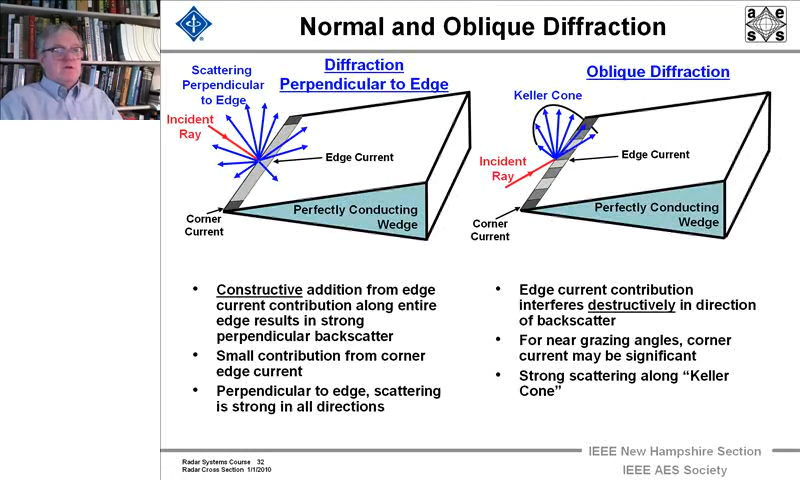 Normal and Oblique Diffraction
a e
s s
Scattering
Perpendicular
to Edge
Diffraction
Perpendicular to Edge
Incident
Ray
Edge Current
Perfectly Conducting
Wedge
Corner
Current
Oblique Diffraction
Keller Cone
Incident
Ray
Edge Current
Perfectly Conducting
Wedge
Corner
Current
• Constructive addition from edge
current contribution along entire
edge results in strong
perpendicular backscatter
• Small contribution from corner
edge current
• Perpendicular to edge, scattering
is strong in all directions
• Edge current contribution
interferes destructively in direction
of backscatter
• For near grazing angles, corner
current may be significant
• Strong scattering along “Keller
Cone”
Radar Systems Course 32
Radar Cross Section 1/1/2010
IEEE New Hampshire Section
IEEE AES Society